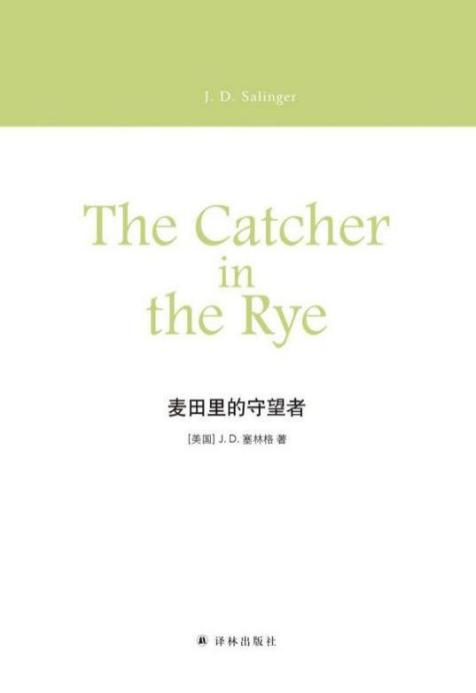 J. D. Salinger
The Catcher
in
the Rye
麦田里的守望者
[美国] J. D. 塞林格 著
译林出版社